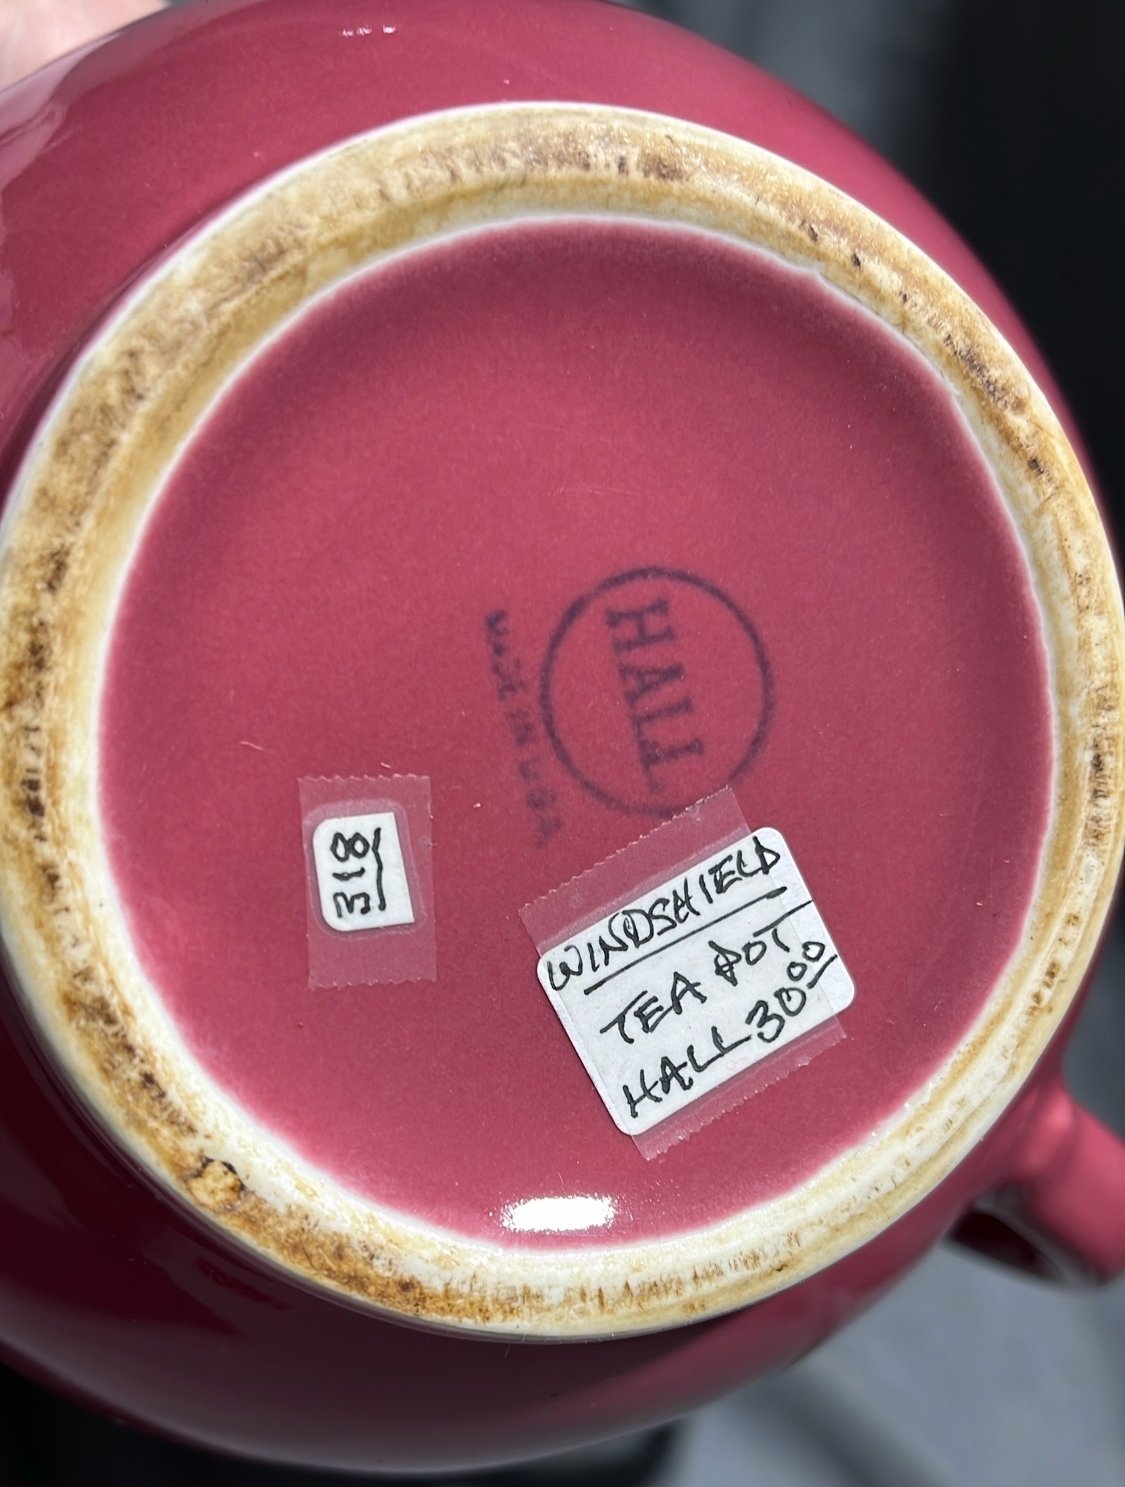 HALL
MADE IN U.S.A.
318
WINDSHIELD
TEA POT
HALL 30⁰⁰